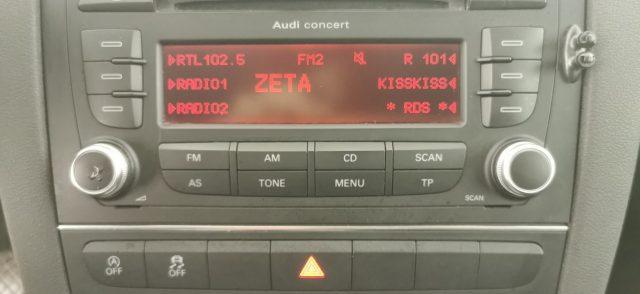 Audi concert
RTL102.5 FM2 R 101
RADIO1 ZETA KISSKISS
RADIO2 * RDS *
FM AM CD SCAN
AS TONE MENU TP
SCAN
OFF OFF